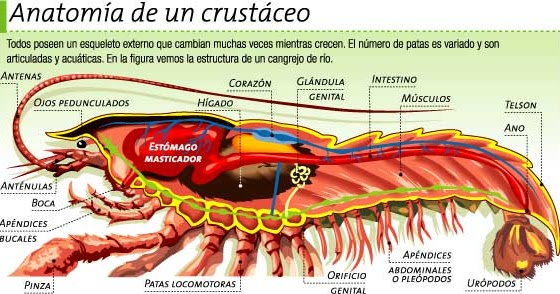 Anatomía de un crustáceo
Todos poseen un esqueleto externo que cambian muchas veces mientras crecen. El número de patas es variado y son
articuladas y acuáticas. En la figura vemos la estructura de un cangrejo de río.
ANTENAS
OJOS PEDUNCULADOS
CORAZÓN
HÍGADO
GLÁNDULA
GENITAL
INTESTINO
MÚSCULOS
TELSON
ANO
ESTÓMAGO
MASTICADOR
ANTÉNULAS
BOCA
APÉNDICES
BUCALES
PINZA
PATAS LOCOMOTORAS
ORIFICIO
GENITAL
APÉNDICES
ABDOMINALES
O PLEÓPODOS
URÓPODOS